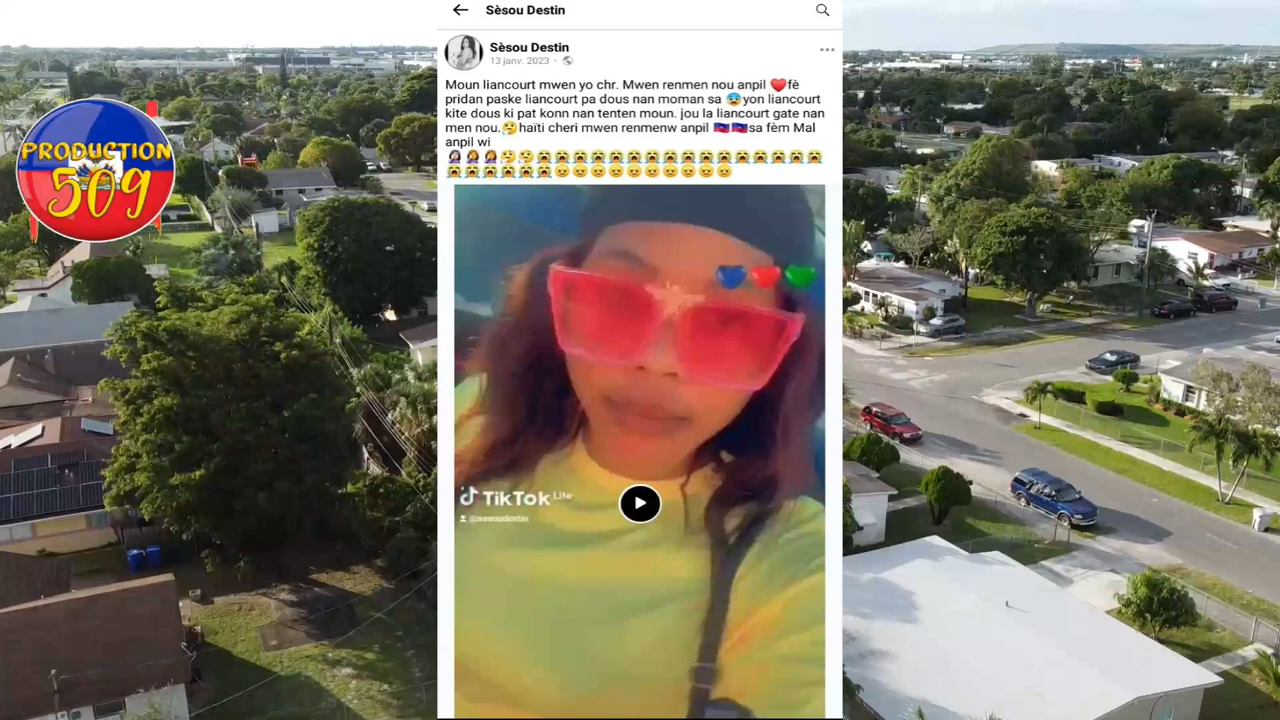 PRODUCTION
509
Sèsou Destin
Sèsou Destin
13 janv. 2023
Moun liancourt mwen yo chr. Mwen renmen nou anpil ❤️fè
pridan paske liancourt pa dous nan moman sa 😰yon liancourt
kite dous ki pat konn nan tenten moun. jou la liancourt gate nan
men nou.🤔haïti cheri mwen renmenw anpil 🇭🇹🇭🇹sa fèm Mal
anpil wi
TikTok Lite
@sesoudestin